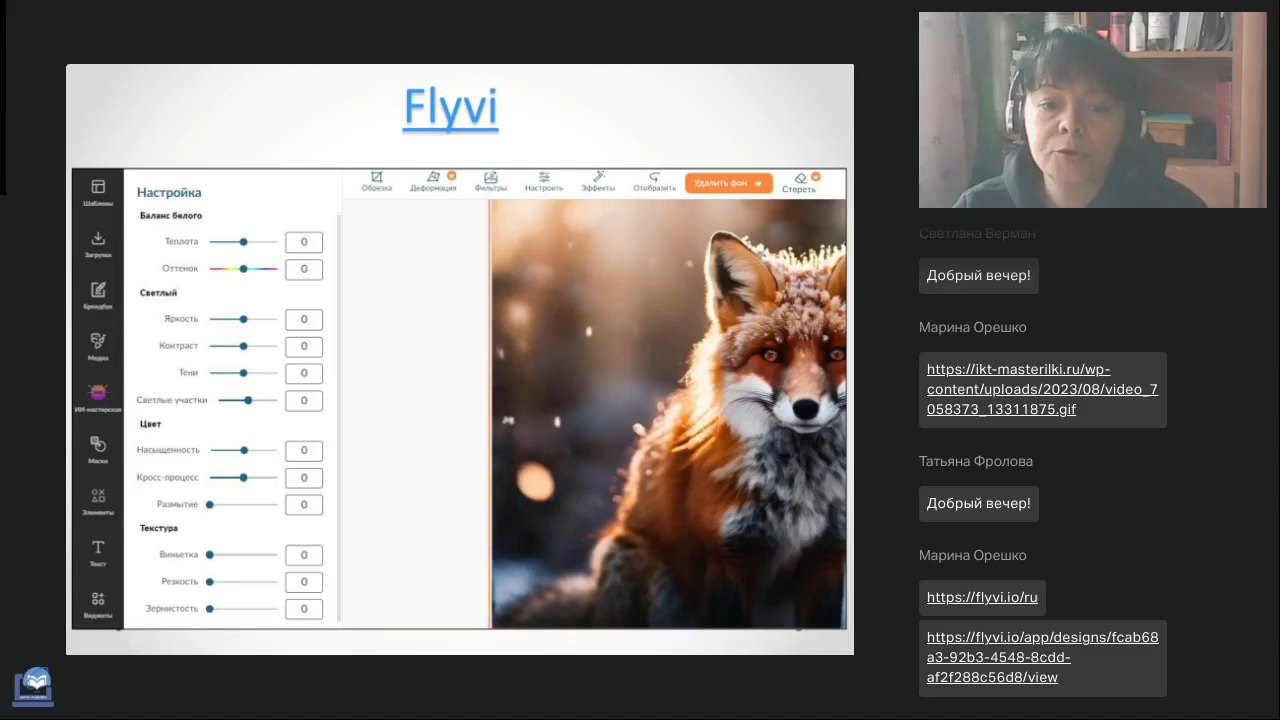 Flyvi
Шаблоны
Загрузки
Брендбук
Медиа
ИИ-мастерская
Маски
Элементы
Текст
Виджеты
Настройка
Баланс белого
Теплота 0
Оттенок 0
Светлый
Яркость 0
Контраст 0
Тени 0
Светлые участки 0
Цвет
Насыщенность 0
Кросс-процесс 0
Размытие 0
Текстура
Виньетка 0
Резкость 0
Зернистость 0
Обрезка Деформация Фильтры Настроить Эффекты Отобразить Удалить фон Стереть
Светлана Верман
Добрый вечер!
Марина Орешко
https://ikt-masterilki.ru/wp-
content/uploads/2023/08/video_7
058373_13311875.gif
Татьяна Фролова
Добрый вечер!
Марина Орешко
https://flyvi.io/ru
https://flyvi.io/app/designs/fcab68
a3-92b3-4548-8cdd-
af2f288c56d8/view